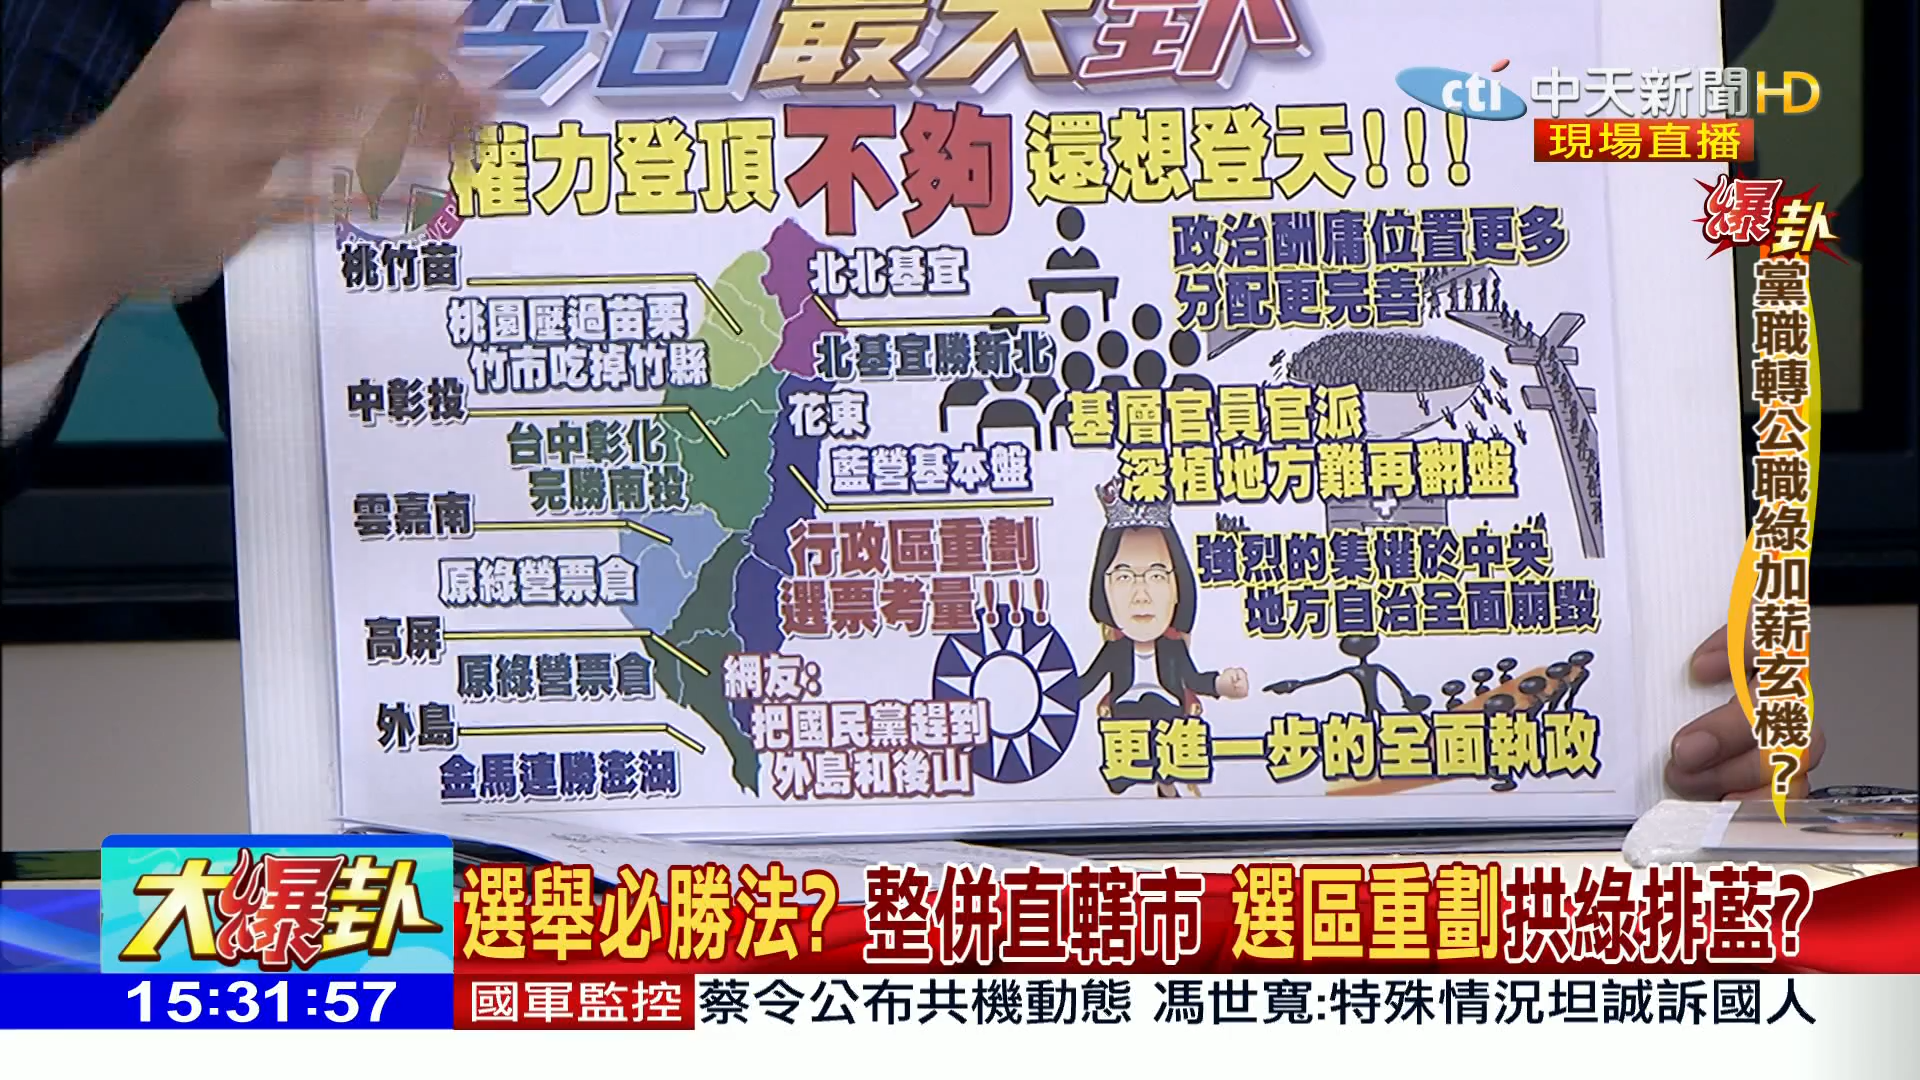 今日最大卦
cti 中天新聞HD
現場直播
權力登頂不夠還想登天!!!
爆卦
黨職轉公職綠加薪玄機?
桃竹苗
桃園壓過苗栗
竹市吃掉竹縣
中彰投
台中彰化
完勝南投
雲嘉南
原綠營票倉
高屏
原綠營票倉
外島
金馬連勝澎湖
北北基宜
北基宜勝新北
花東
藍營基本盤
行政區重劃
選票考量!!!
網友:
把國民黨趕到
外島和後山
政治酬庸位置更多
分配更完善
基層官員官派
深植地方難再翻盤
強烈的集權於中央
地方自治全面崩毀
更進一步的全面執政
大爆卦
選舉必勝法? 整併直轄市 選區重劃拱綠排藍?
15:31:57
國軍監控 蔡令公布共機動態 馮世寬:特殊情況坦誠訴國人